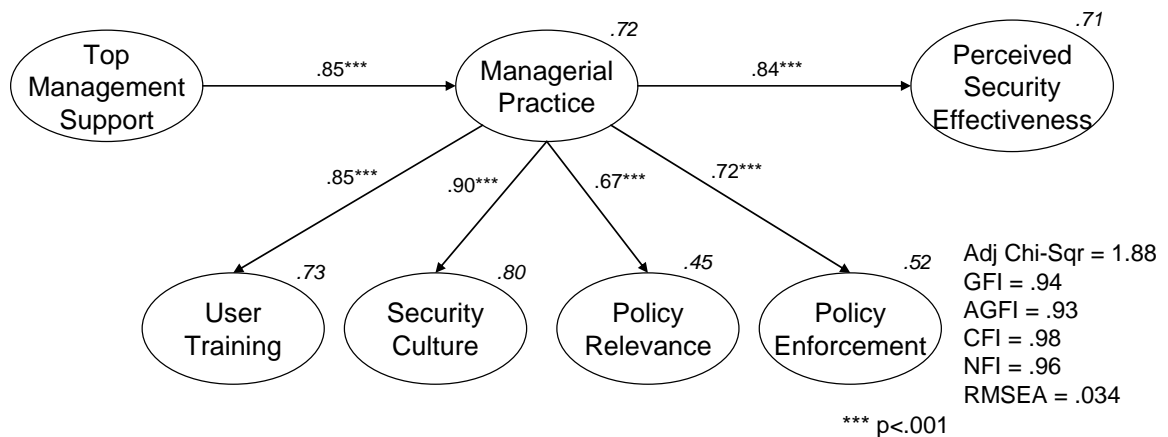 .72
.71
Top
Management
Support
.85***
Managerial
Practice
.84***
Perceived
Security
Effectiveness
.85***
.90***
.67***
.72***
.73
.80
.45
.52
User
Training
Security
Culture
Policy
Relevance
Policy
Enforcement
Adj Chi-Sqr = 1.88
GFI = .94
AGFI = .93
CFI = .98
NFI = .96
RMSEA = .034
*** p<.001